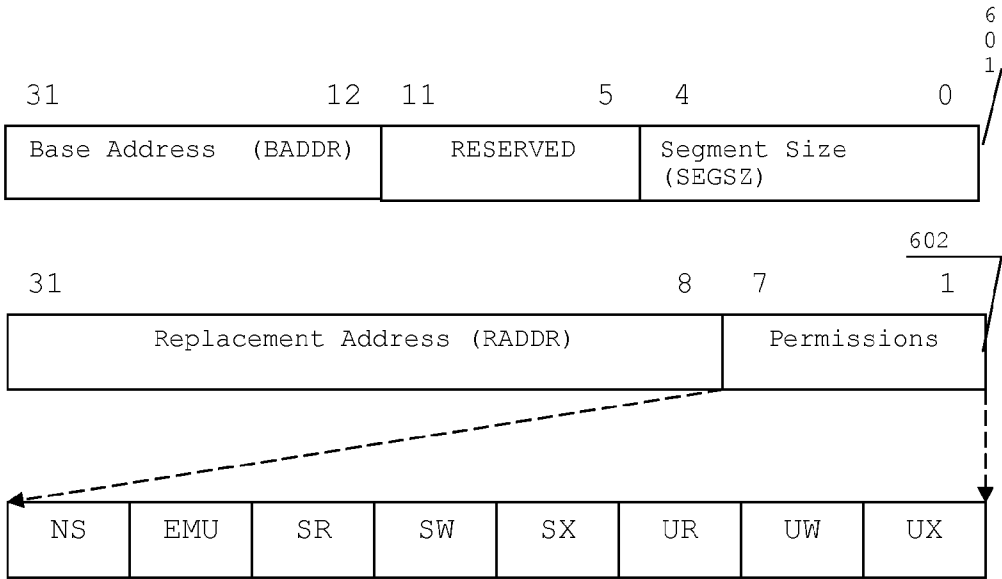 6
0
1
31 12 11 5 4 0
Base Address (BADDR) RESERVED Segment Size
(SEGSZ)
602
31 8 7 1
Replacement Address (RADDR) Permissions
NS EMU SR SW SX UR UW UX